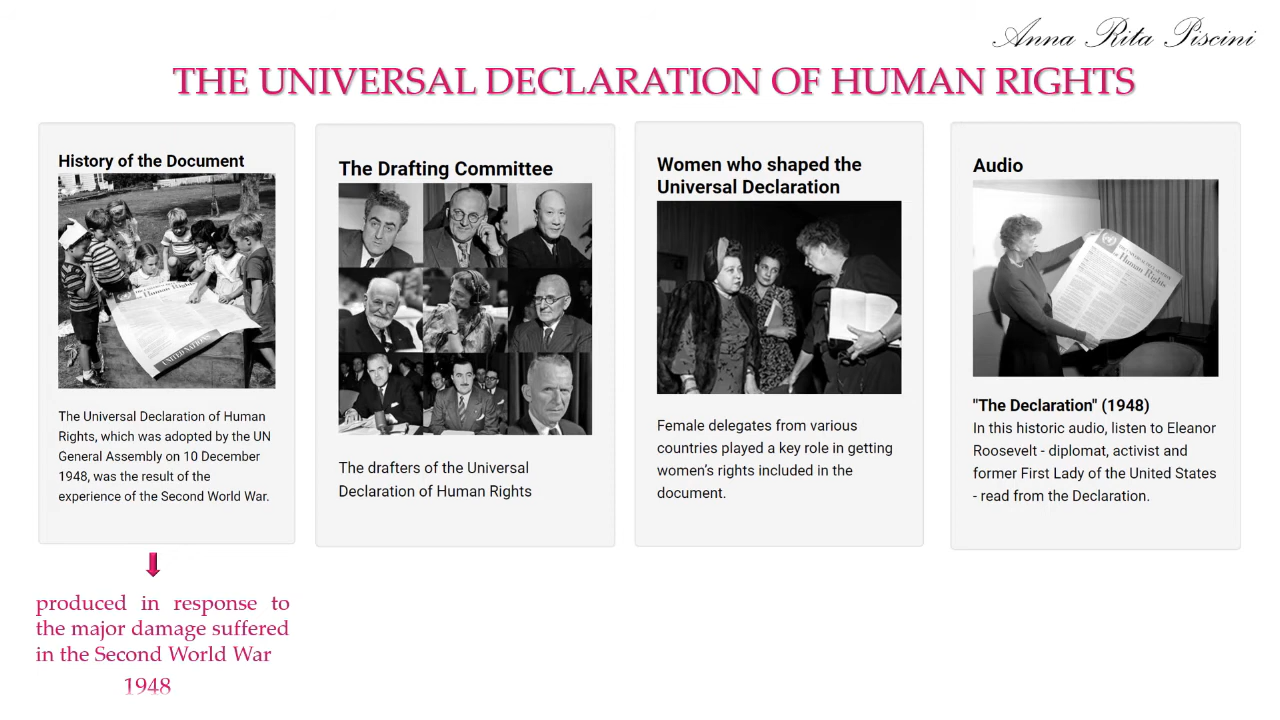 Anna Rita Piscini
THE UNIVERSAL DECLARATION OF HUMAN RIGHTS
History of the Document
The Universal Declaration of Human
Rights, which was adopted by the UN
General Assembly on 10 December
1948, was the result of the
experience of the Second World War.
produced in response to
the major damage suffered
in the Second World War
1948
The Drafting Committee
The drafters of the Universal
Declaration of Human Rights
Women who shaped the
Universal Declaration
Female delegates from various
countries played a key role in getting
women's rights included in the
document.
Audio
Human Rights
"The Declaration" (1948)
In this historic audio, listen to Eleanor
Roosevelt - diplomat, activist and
former First Lady of the United States
- read from the Declaration.